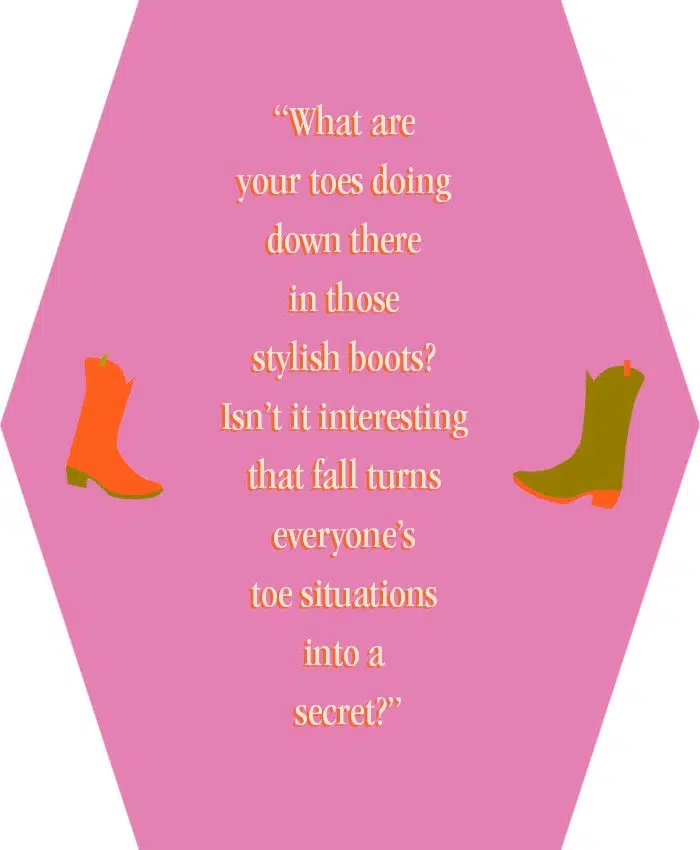 “What are
your toes doing
down there
in those
stylish boots?
Isn’t it interesting
that fall turns
everyone’s
toe situations
into a
secret?”